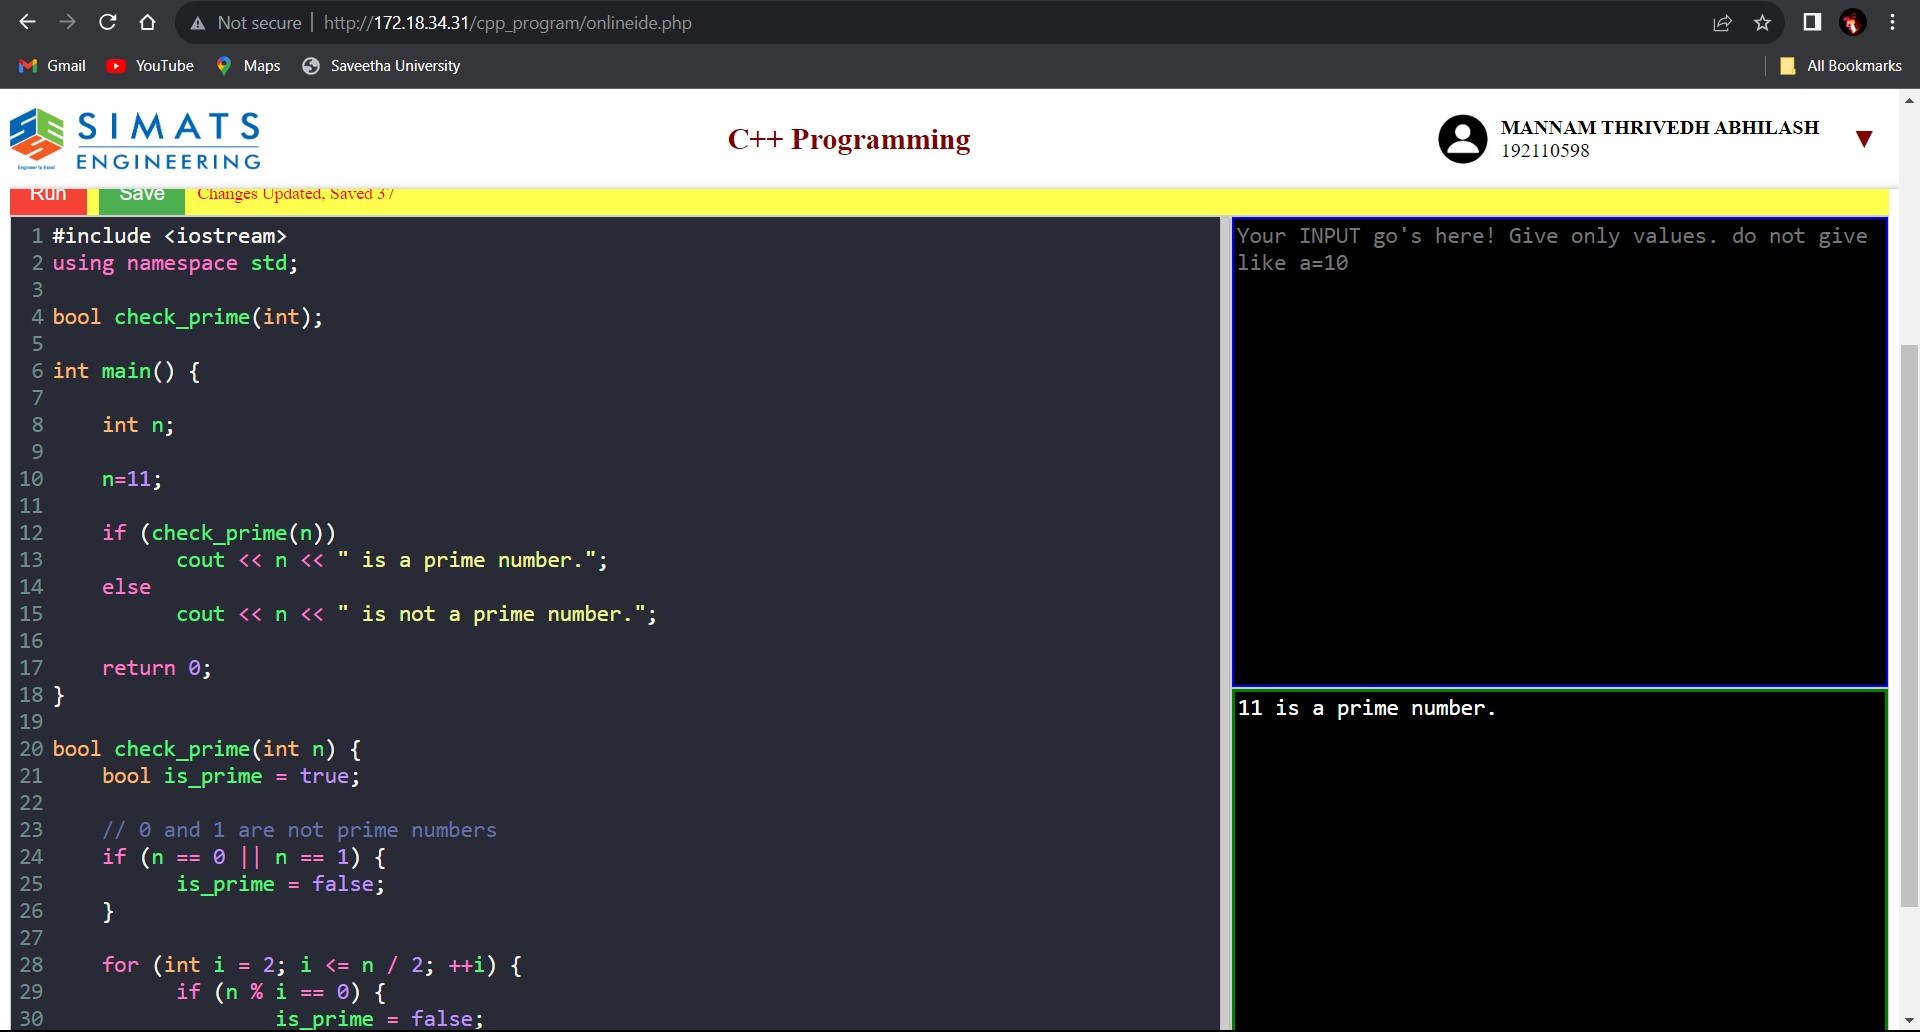 Not secure | http://172.18.34.31/cpp_program/onlineide.php
Gmail YouTube Maps Saveetha University All Bookmarks
SIMATS
ENGINEERING
Engineer to Excel
C++ Programming
MANNAM THRIVEDH ABHILASH
192110598
Run Save Changes Updated, Saved 37
1 #include <iostream>
2 using namespace std;
3
4 bool check_prime(int);
5
6 int main() {
7
8     int n;
9
10     n=11;
11
12     if (check_prime(n))
13           cout << n << " is a prime number.";
14     else
15           cout << n << " is not a prime number.";
16
17     return 0;
18 }
19
20 bool check_prime(int n) {
21     bool is_prime = true;
22
23     // 0 and 1 are not prime numbers
24     if (n == 0 || n == 1) {
25           is_prime = false;
26     }
27
28     for (int i = 2; i <= n / 2; ++i) {
29           if (n % i == 0) {
30                   is_prime = false;
Your INPUT go's here! Give only values. do not give
like a=10
11 is a prime number.